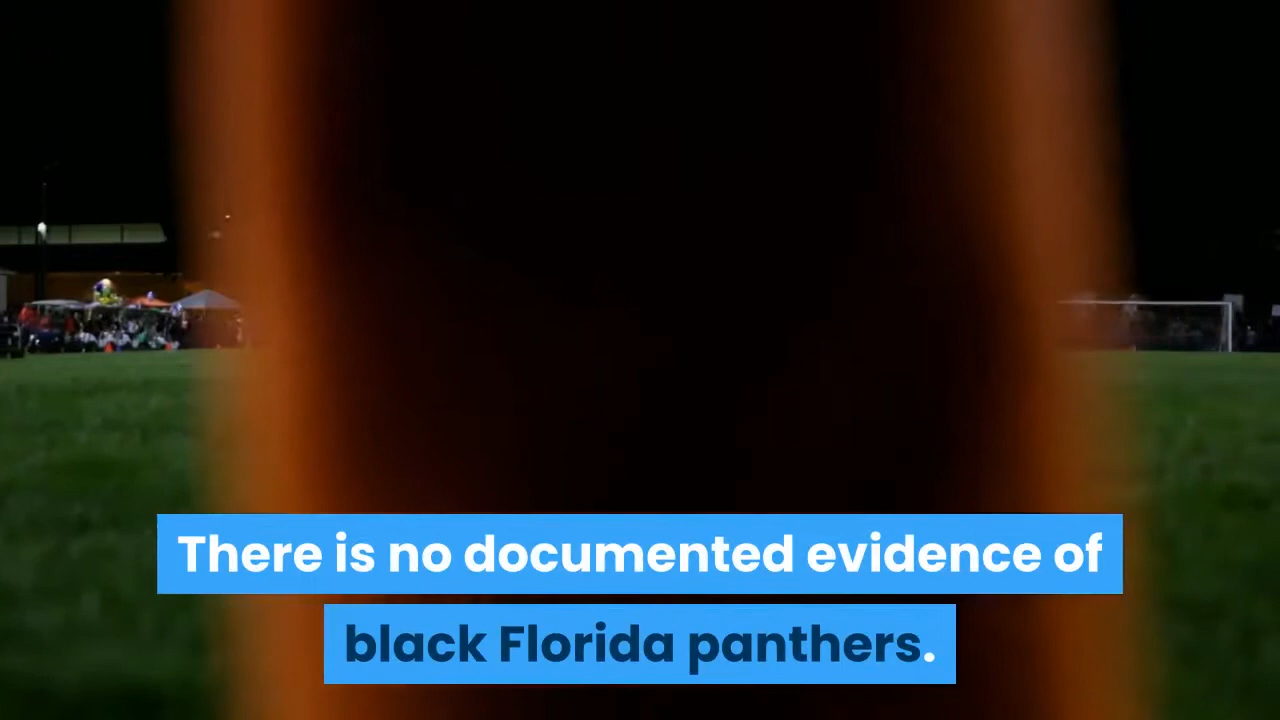 There is no documented evidence of
black Florida panthers.